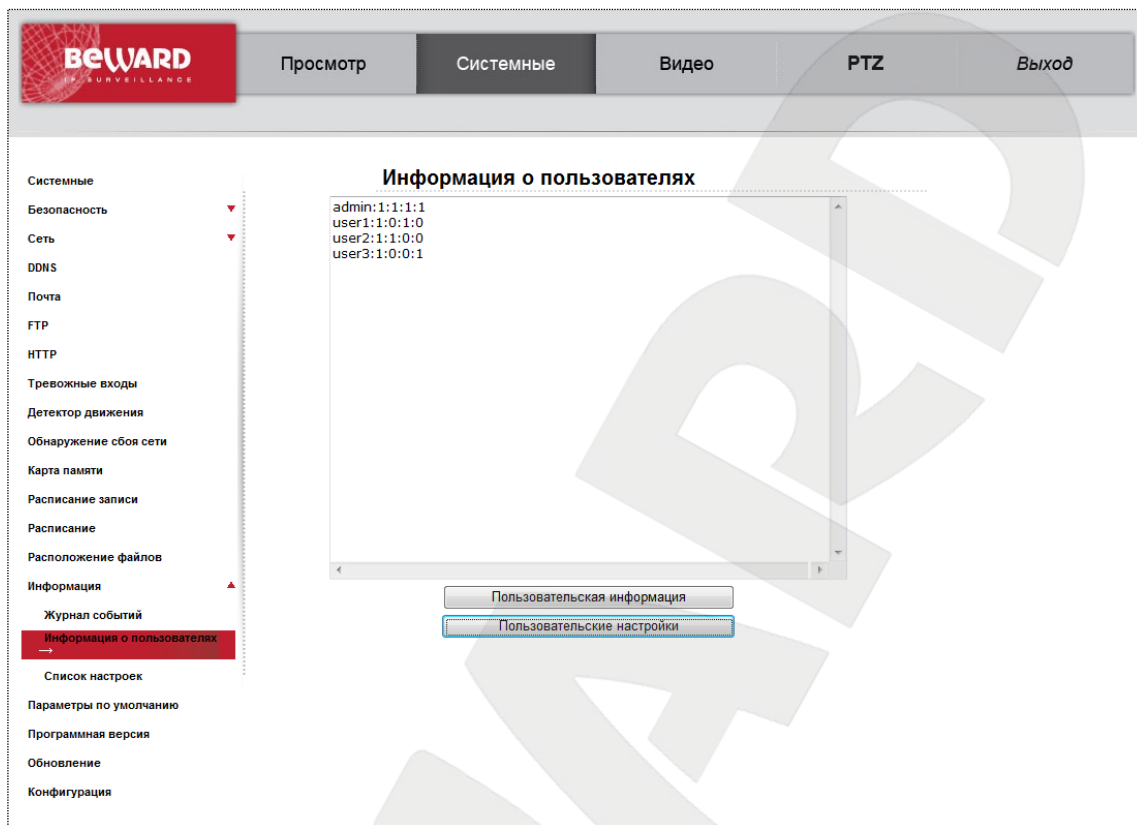 BEWARD
IP SURVEILLANCE
Просмотр
Системные
Видео
PTZ
Выход
Системные
Безопасность
Сеть
DDNS
Почта
FTP
HTTP
Тревожные входы
Детектор движения
Обнаружение сбоя сети
Карта памяти
Расписание записи
Расписание
Расположение файлов
Информация
Журнал событий
Информация о пользователях
→
Список настроек
Параметры по умолчанию
Программная версия
Обновление
Конфигурация
Информация о пользователях
admin:1:1:1:1
user1:1:0:1:0
user2:1:1:0:0
user3:1:0:0:1
Пользовательская информация
Пользовательские настройки